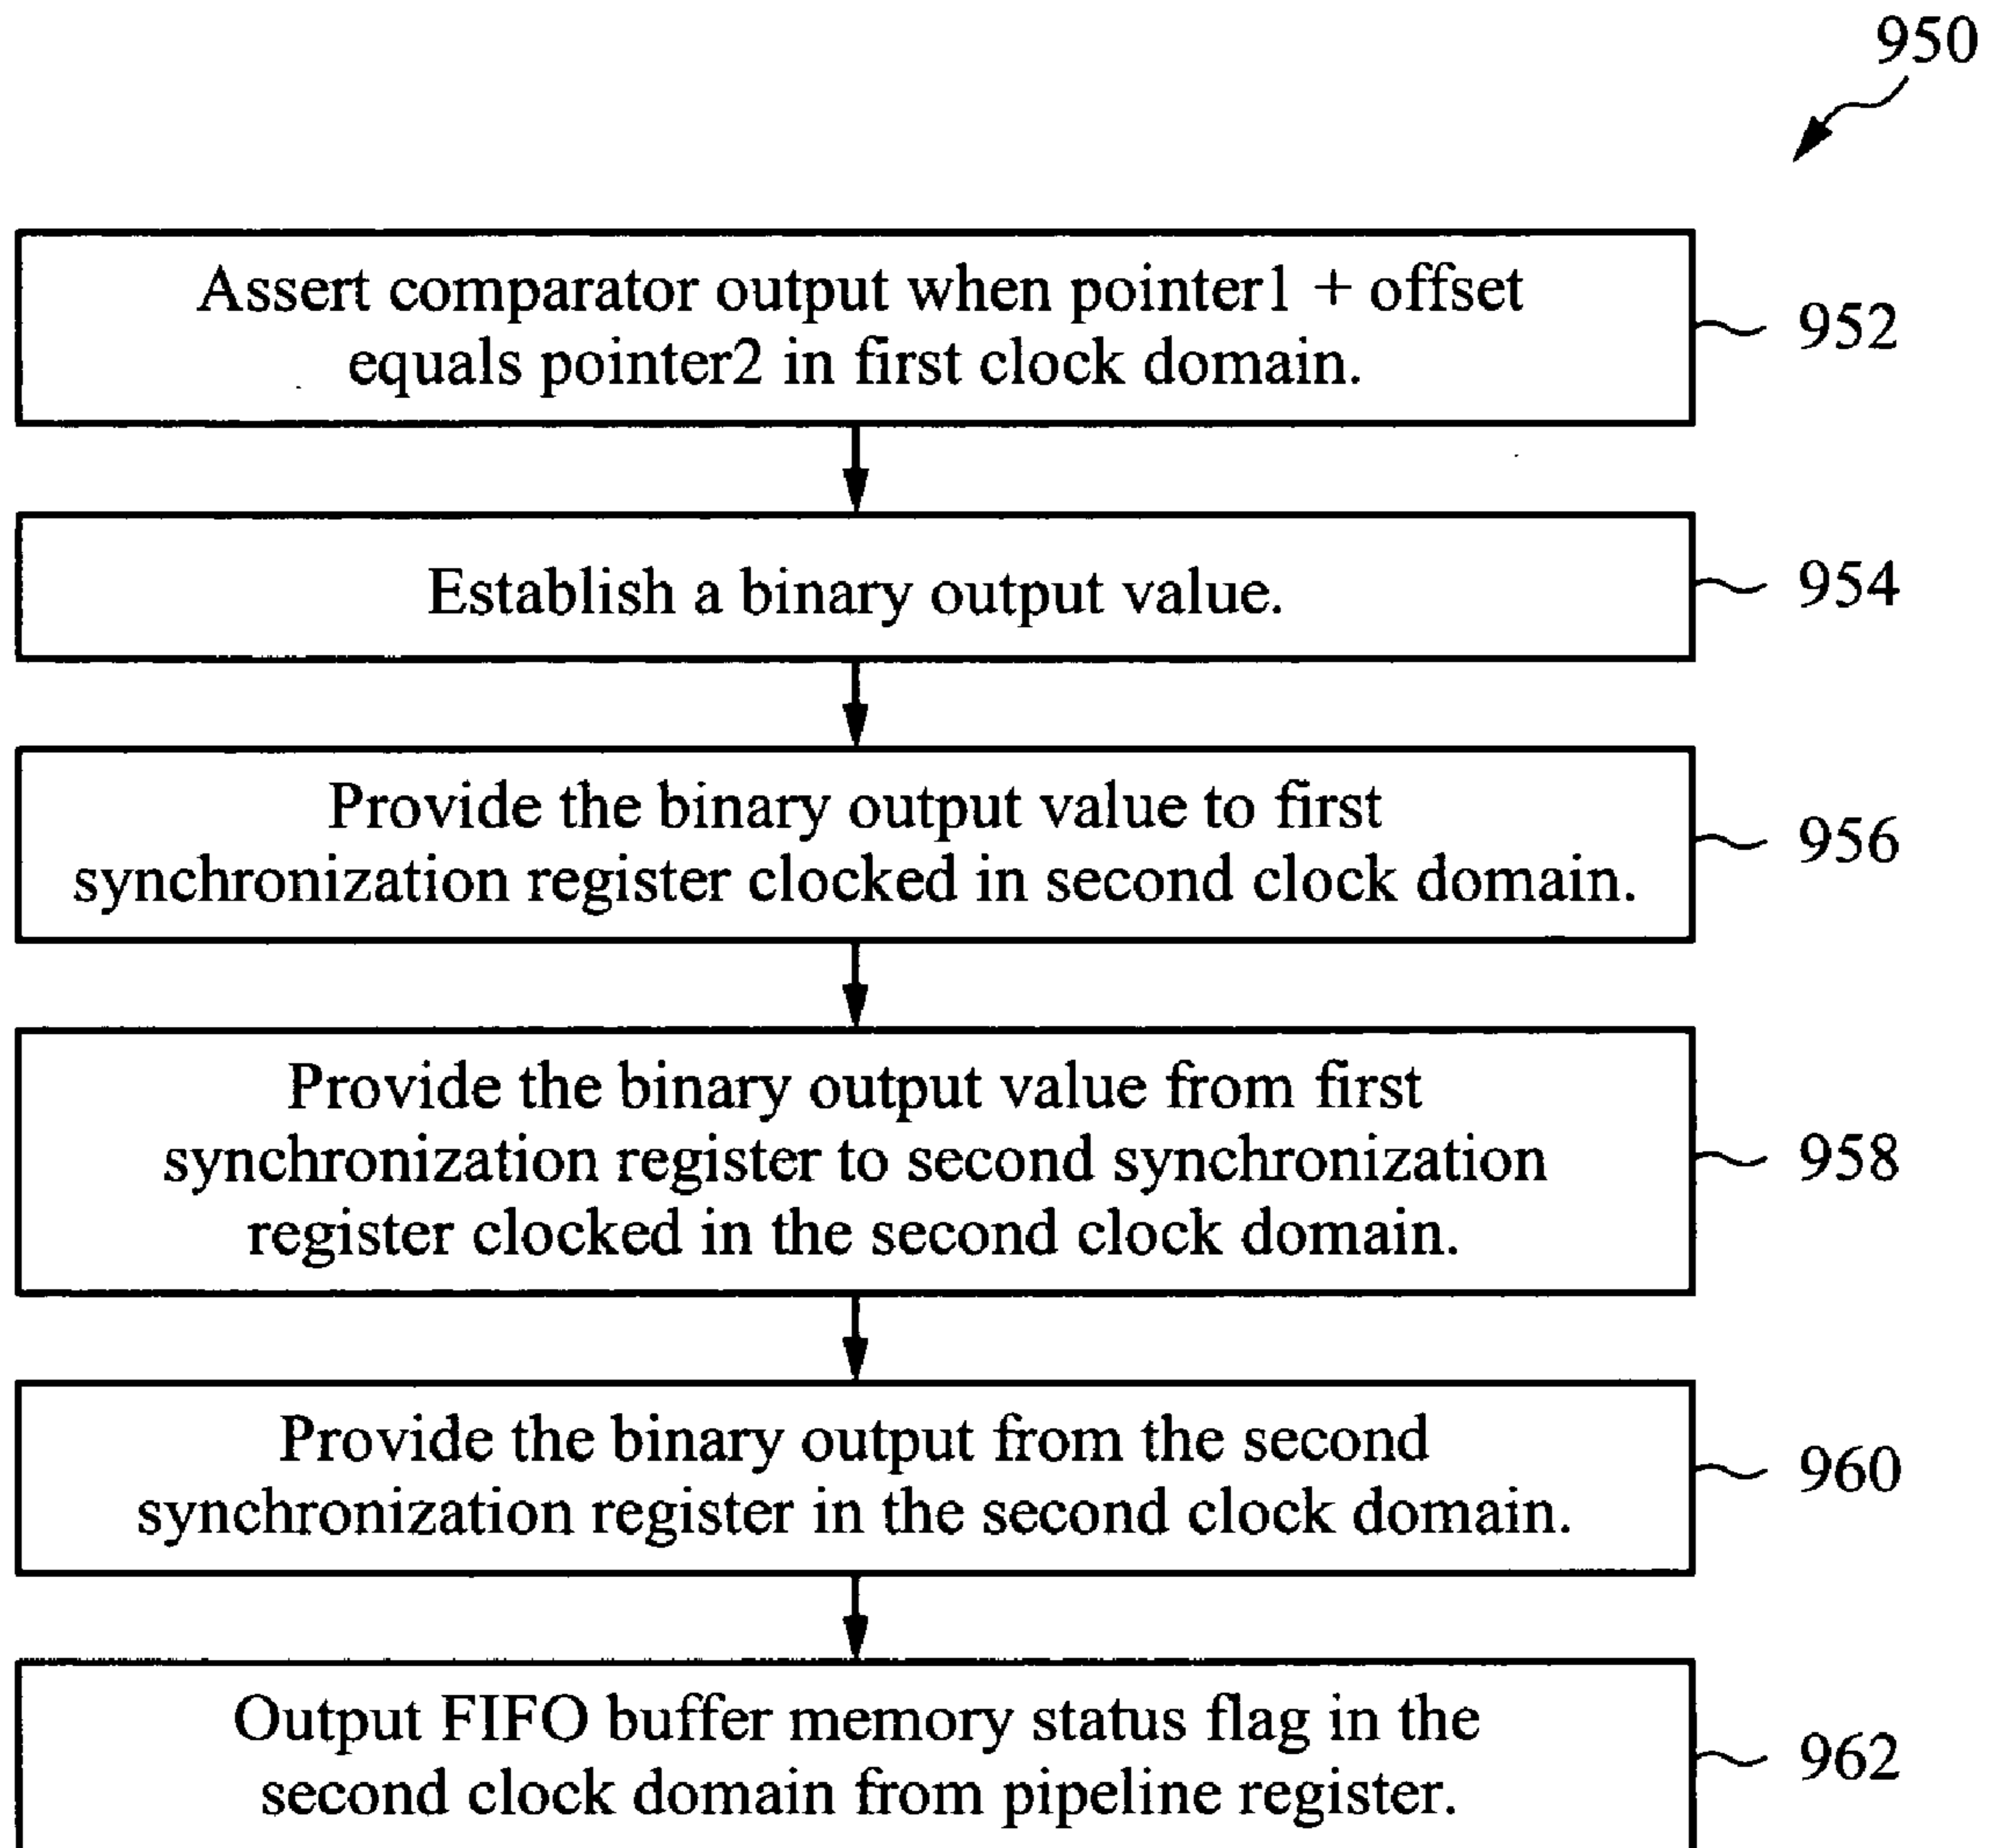 950
Assert comparator output when pointer1 + offset
equals pointer2 in first clock domain.
952
Establish a binary output value.
954
Provide the binary output value to first
synchronization register clocked in second clock domain.
956
Provide the binary output value from first
synchronization register to second synchronization
register clocked in the second clock domain.
958
Provide the binary output from the second
synchronization register in the second clock domain.
960
Output FIFO buffer memory status flag in the
second clock domain from pipeline register.
962